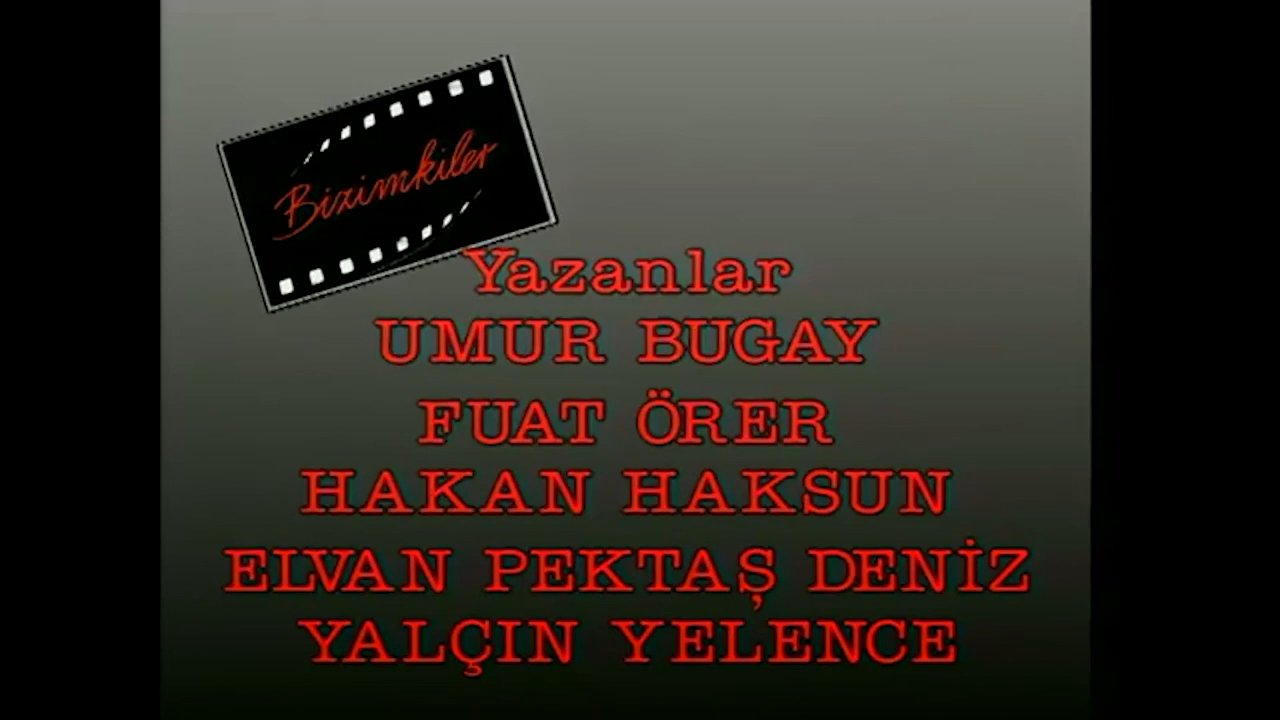 Bizimkiler
Yazanlar
UMUR BUGAY
FUAT ÖRER
HAKAN HAKSUN
ELVAN PEKTAŞ DENİZ
YALÇIN YELENCE